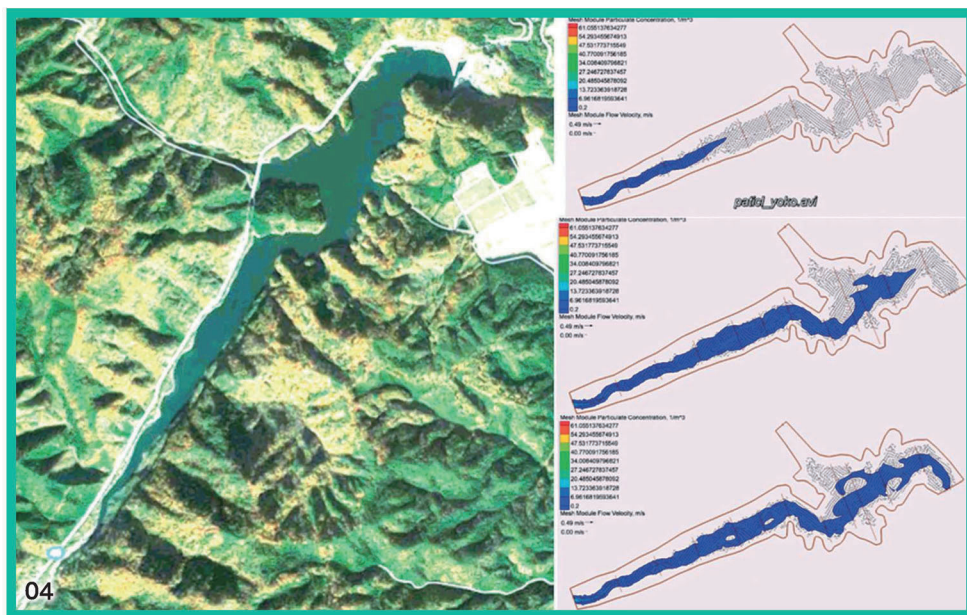 04
Mesh Module Particulate Concentration, 1/m^3
61.055137634277
54.293455674913
47.531773715549
40.770091756185
34.008409796821
27.246727837457
20.485045878092
13.723363918728
6.9616819593641
0.2
Mesh Module Flow Velocity, m/s
0.49 m/s
0.00 m/s
paticl_yoko.avi
Mesh Module Particulate Concentration, 1/m^3
61.055137634277
54.293455674913
47.531773715549
40.770091756185
34.008409796821
27.246727837457
20.485045878092
13.723363918728
6.9616819593641
0.2
Mesh Module Flow Velocity, m/s
0.49 m/s
0.00 m/s
Mesh Module Particulate Concentration, 1/m^3
61.055137634277
54.293455674913
47.531773715549
40.770091756185
34.008409796821
27.246727837457
20.485045878092
13.723363918728
6.9616819593641
0.2
Mesh Module Flow Velocity, m/s
0.49 m/s
0.00 m/s